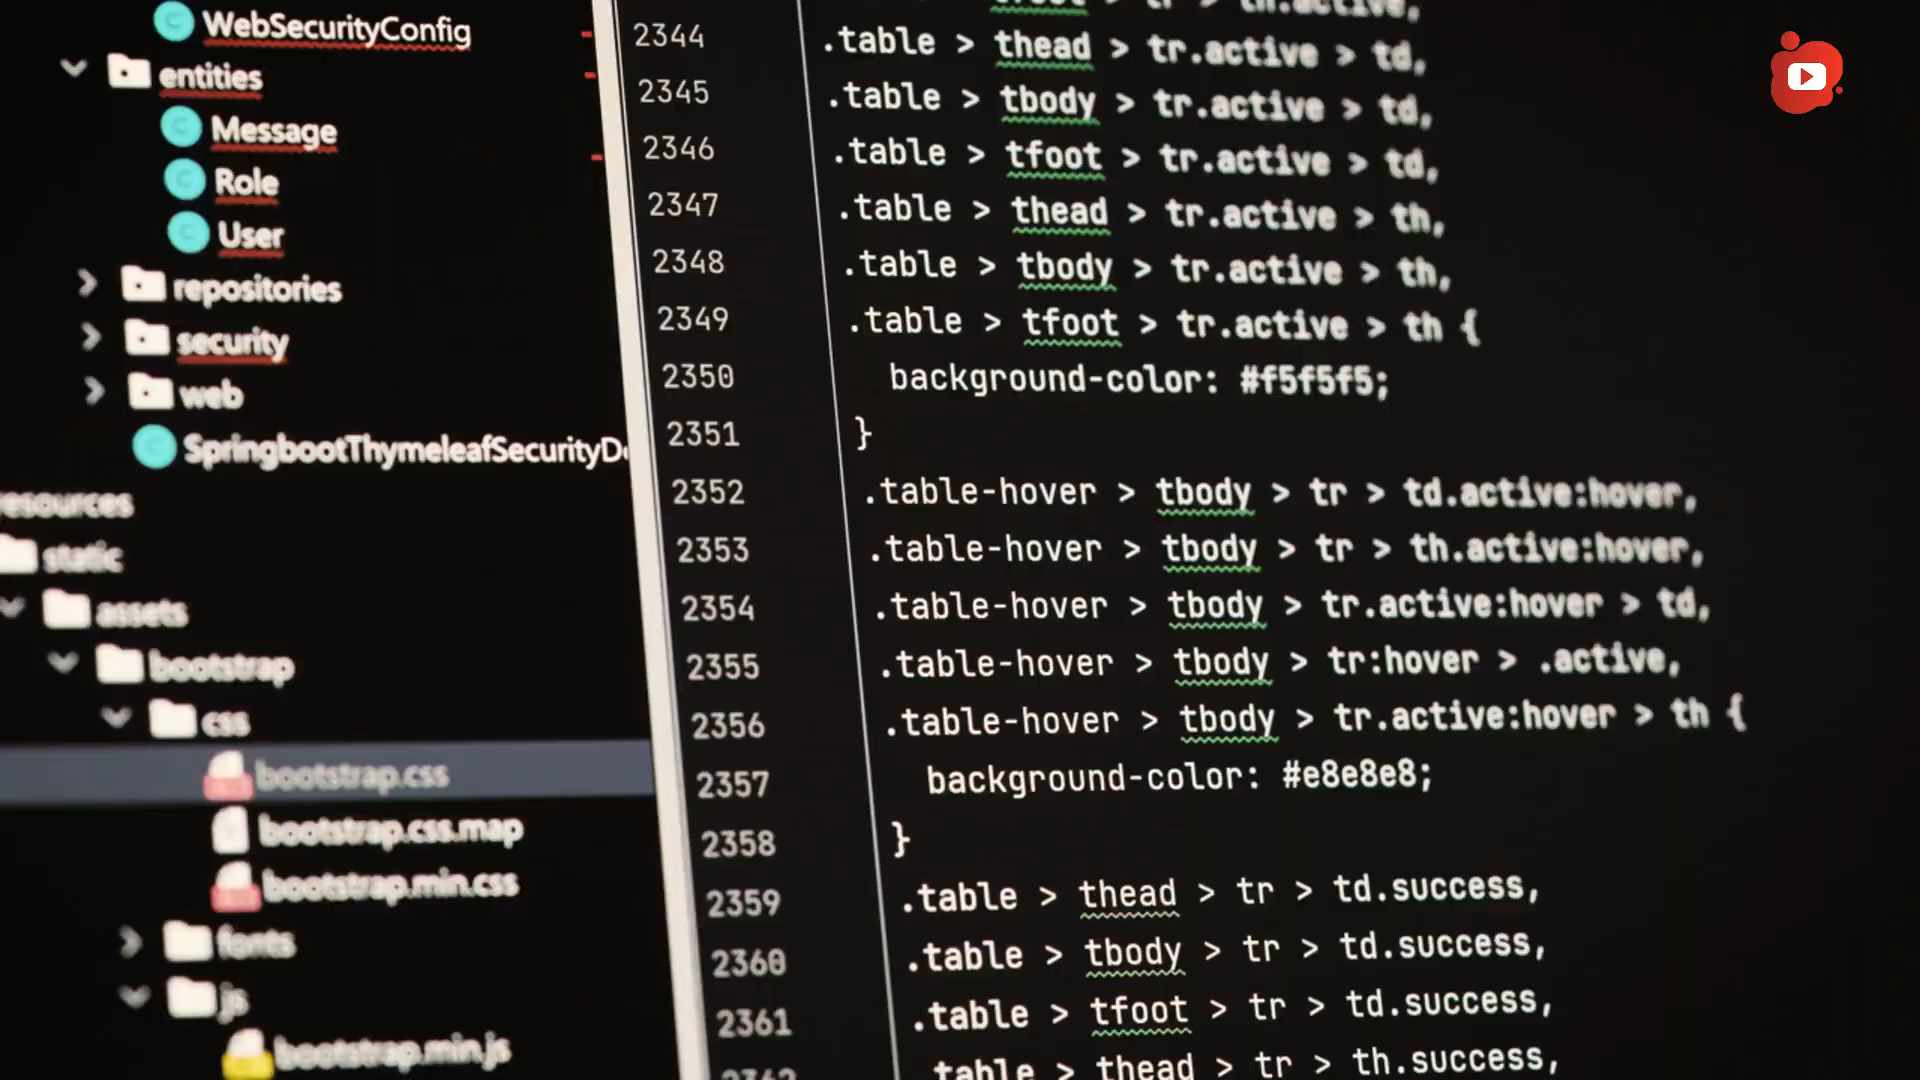 WebSecurityConfig
entities
Message
Role
User
repositories
security
web
SpringbootThymeleafSecurityD
resources
static
assets
bootstrap
css
bootstrap.css
bootstrap.css.map
bootstrap.min.css
fonts
js
bootstrap.min.js
2344 .table > thead > tr.active > td,
2345 .table > tbody > tr.active > td,
2346 .table > tfoot > tr.active > td,
2347 .table > thead > tr.active > th,
2348 .table > tbody > tr.active > th,
2349 .table > tfoot > tr.active > th {
2350 background-color: #f5f5f5;
2351 }
2352 .table-hover > tbody > tr > td.active:hover,
2353 .table-hover > tbody > tr > th.active:hover,
2354 .table-hover > tbody > tr.active:hover > td,
2355 .table-hover > tbody > tr:hover > .active,
2356 .table-hover > tbody > tr.active:hover > th {
2357 background-color: #e8e8e8;
2358 }
2359 .table > thead > tr > td.success,
2360 .table > tbody > tr > td.success,
2361 .table > tfoot > tr > td.success,
2362 .table > thead > tr > th.success,